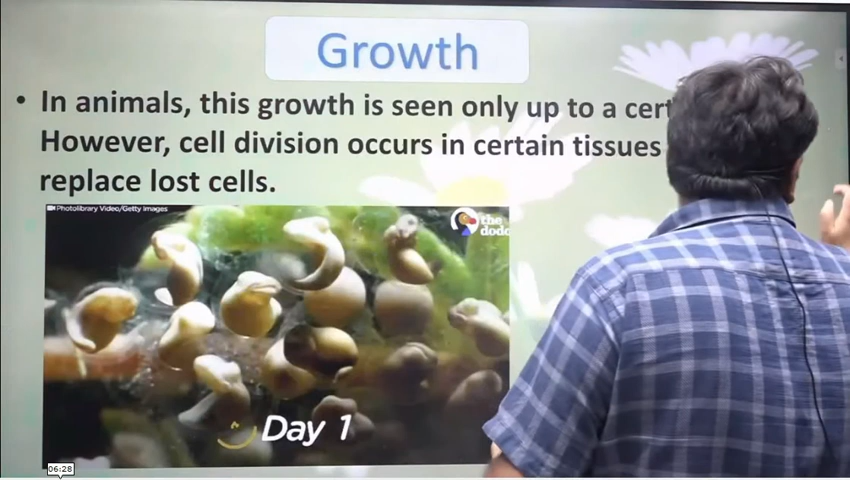 Growth
• In animals, this growth is seen only up to a
However, cell division occurs in certain tissues
replace lost cells.
Photolibrary Video/Getty Images
the
dodo
Day 1
06:28